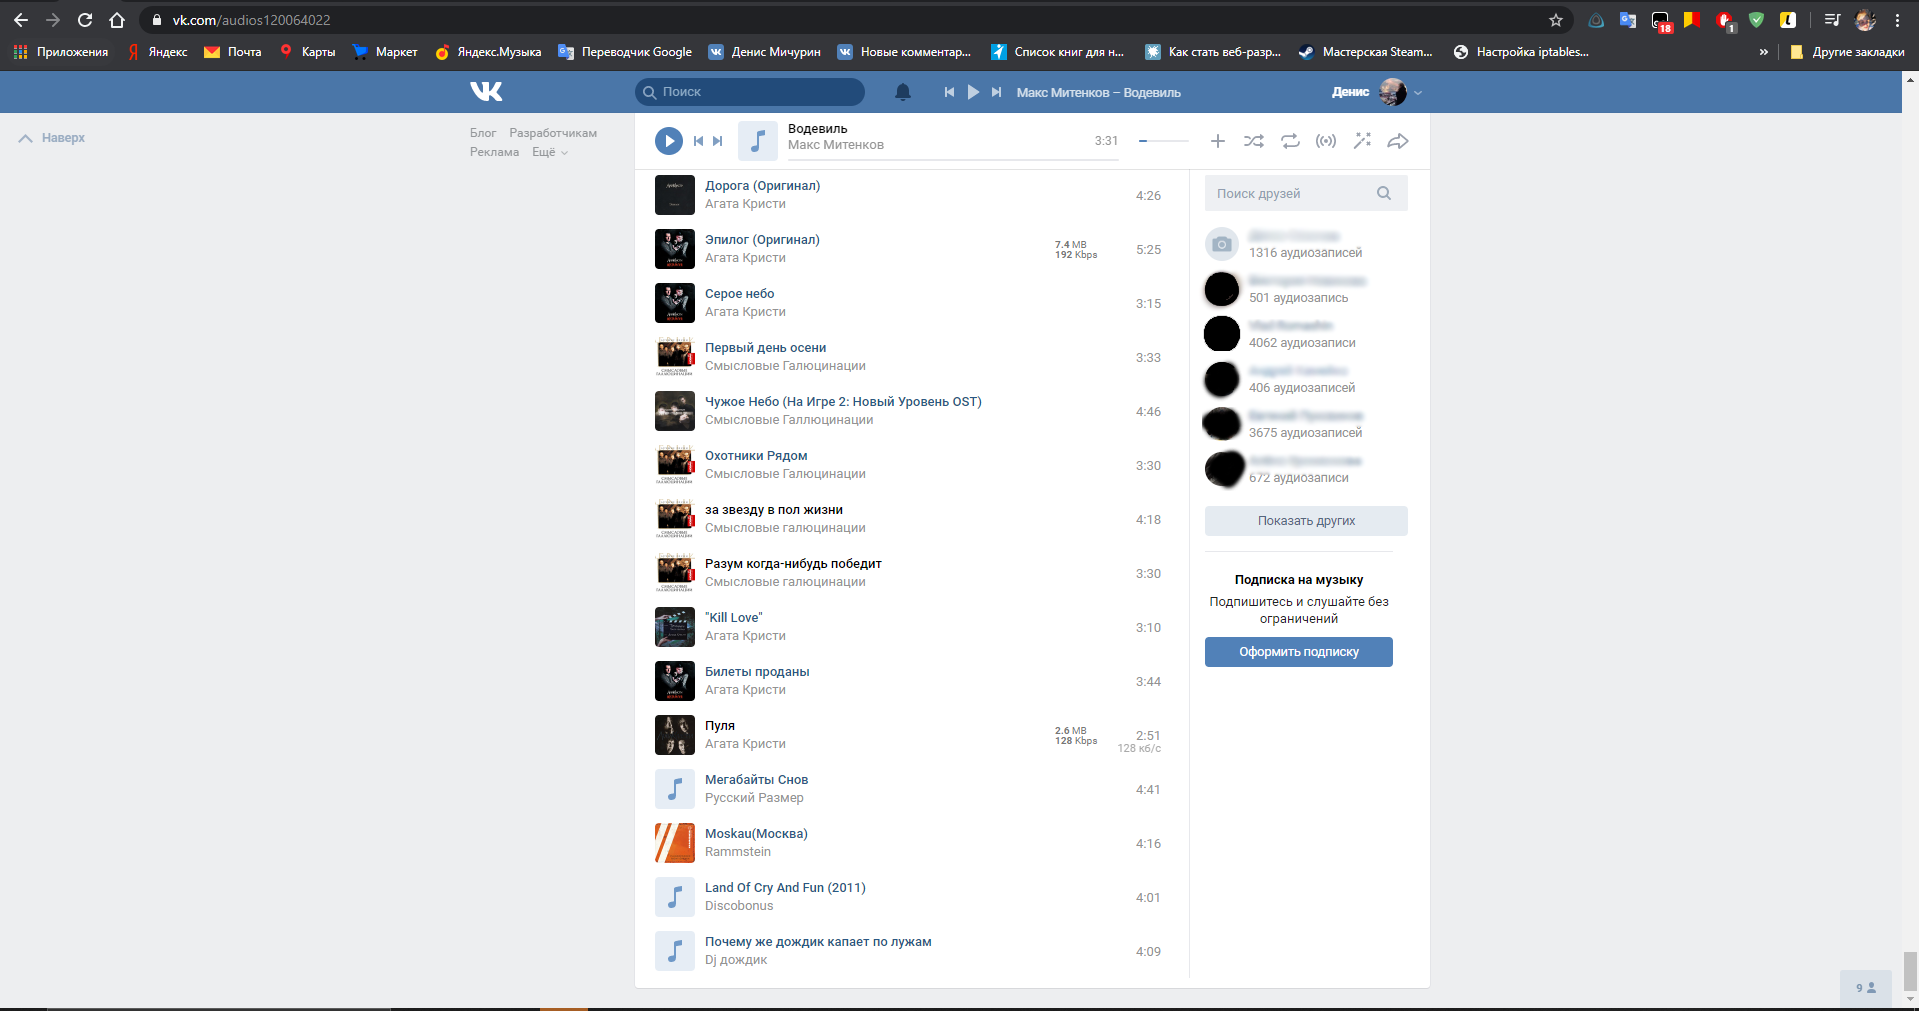 vk.com/audios120064022
18
1
Приложения
Яндекс
Почта
Карты
Маркет
Яндекс.Музыка
Переводчик Google
Денис Мичурин
Новые комментар...
Список книг для н...
Как стать веб-разр...
Мастерская Steam...
Настройка iptables...
»
Другие закладки
Поиск
Макс Митенков – Водевиль
Денис
Наверх
Блог Разработчикам
Реклама Ещё
Водевиль
Макс Митенков
3:31
Дорога (Оригинал)
Агата Кристи
4:26
Эпилог (Оригинал)
Агата Кристи
7.4 MB
192 Kbps
5:25
Серое небо
Агата Кристи
3:15
Первый день осени
Смысловые Галюцинации
3:33
Чужое Небо (На Игре 2: Новый Уровень OST)
Смысловые Галлюцинации
4:46
Охотники Рядом
Смысловые Галюцинации
3:30
за звезду в пол жизни
Смысловые галюцинации
4:18
Разум когда-нибудь победит
Смысловые галюцинации
3:30
"Kill Love"
Агата Кристи
3:10
Билеты проданы
Агата Кристи
3:44
Пуля
Агата Кристи
2.6 MB
128 Kbps
2:51
128 кб/с
Мегабайты Снов
Русский Размер
4:41
Moskau(Москва)
Rammstein
4:16
Land Of Cry And Fun (2011)
Discobonus
4:01
Почему же дождик капает по лужам
Dj дождик
4:09
Поиск друзей
1316 аудиозаписей
501 аудиозапись
4062 аудиозаписи
406 аудиозаписей
3675 аудиозаписей
672 аудиозаписи
Показать других
Подписка на музыку
Подпишитесь и слушайте без
ограничений
Оформить подписку
9